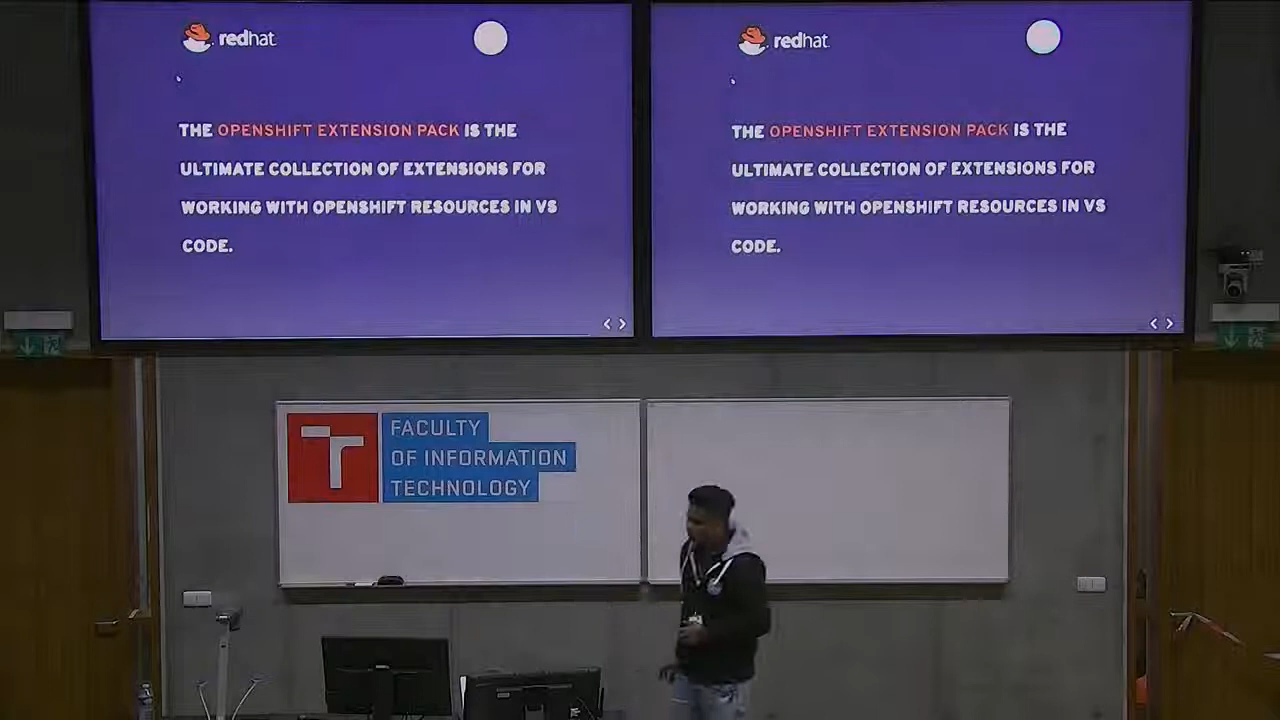 redhat
THE OPENSHIFT EXTENSION PACK IS THE
ULTIMATE COLLECTION OF EXTENSIONS FOR
WORKING WITH OPENSHIFT RESOURCES IN VS
CODE.
redhat
THE OPENSHIFT EXTENSION PACK IS THE
ULTIMATE COLLECTION OF EXTENSIONS FOR
WORKING WITH OPENSHIFT RESOURCES IN VS
CODE.
FACULTY
OF INFORMATION
TECHNOLOGY